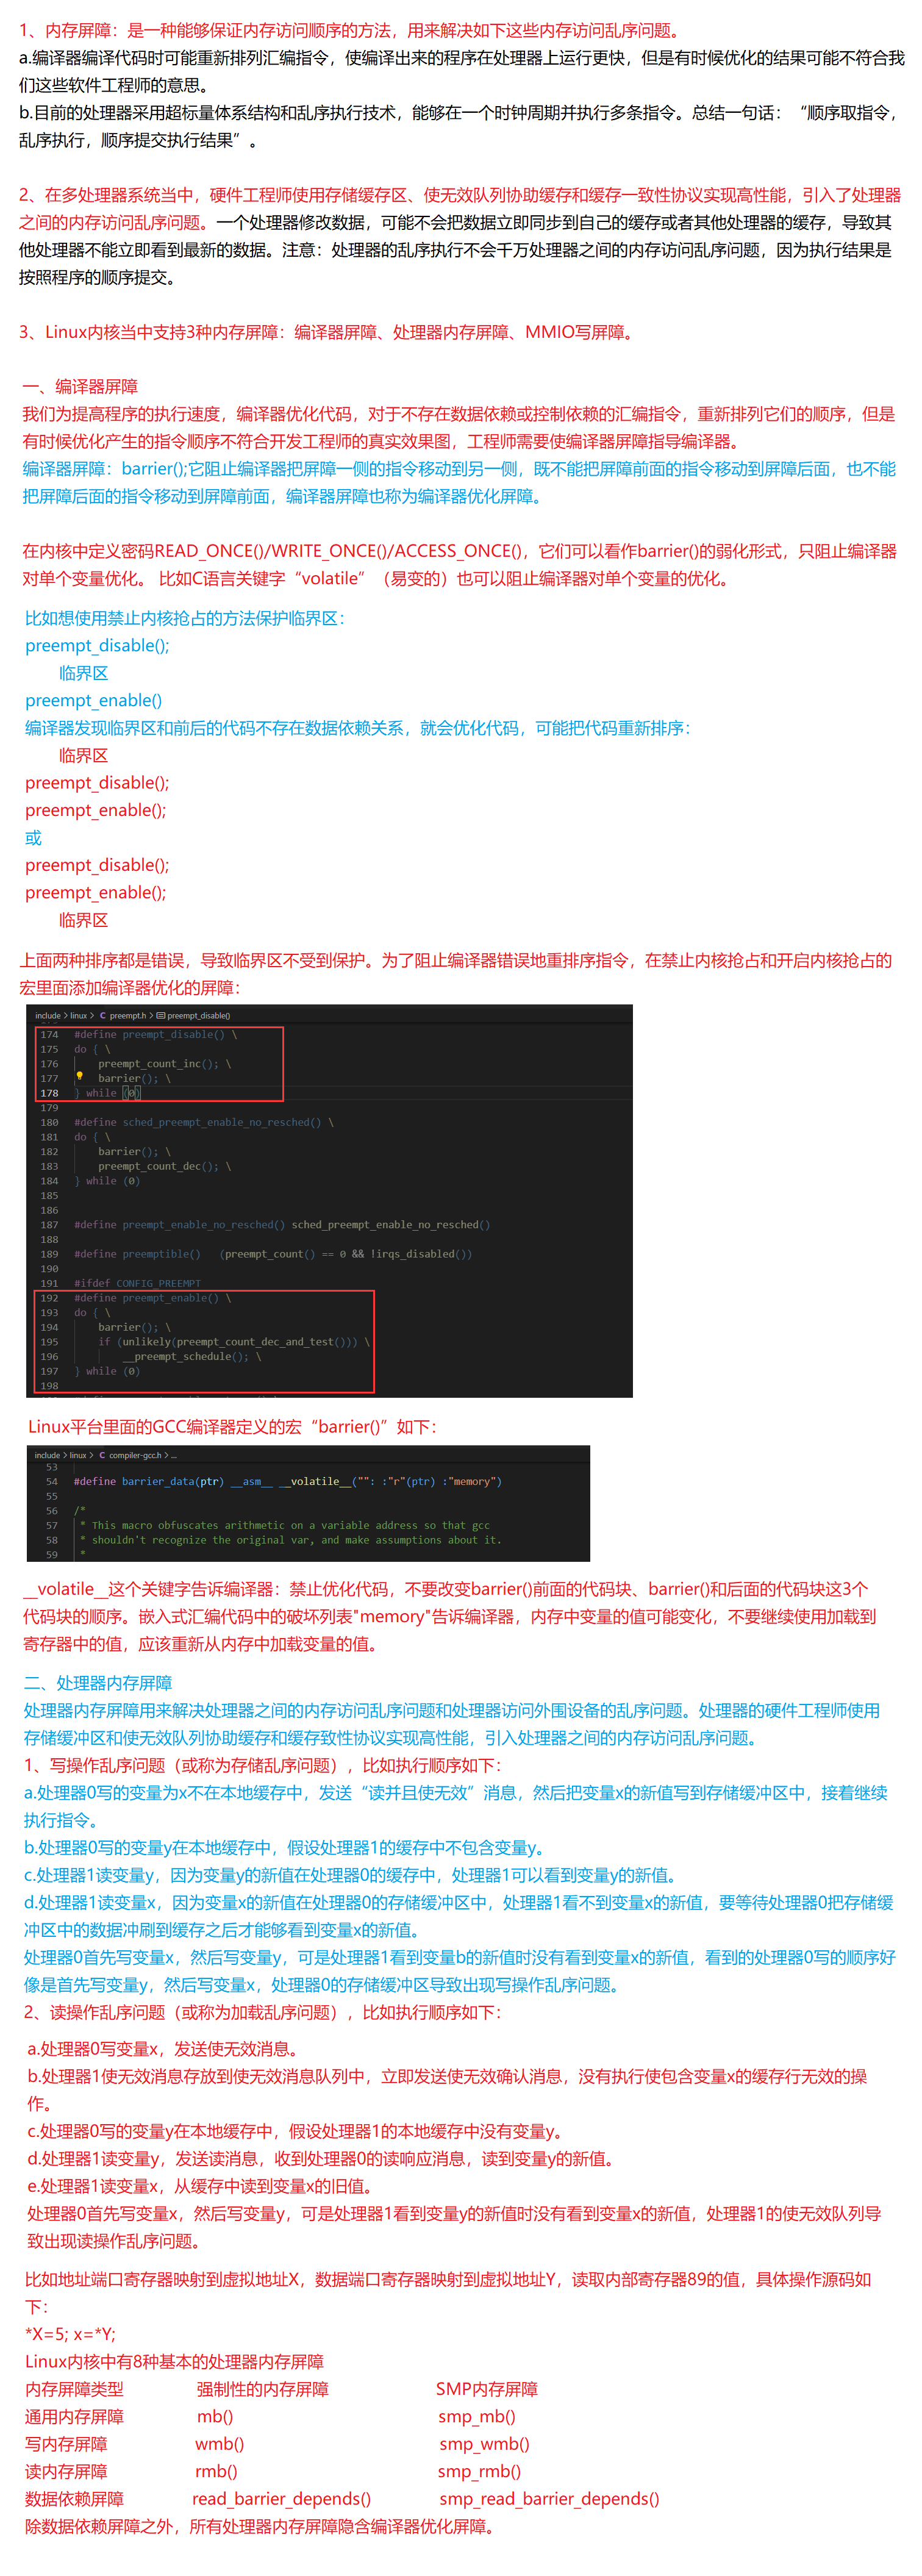 1、内存屏障：是一种能够保证内存访问顺序的方法，用来解决如下这些内存访问乱序问题。
a.编译器编译代码时可能重新排列汇编指令，使编译出来的程序在处理器上运行更快，但是有时候优化的结果可能不符合我
们这些软件工程师的意思。
b.目前的处理器采用超标量体系结构和乱序执行技术，能够在一个时钟周期并执行多条指令。总结一句话：“顺序取指令，
乱序执行，顺序提交执行结果”。
2、在多处理器系统当中，硬件工程师使用存储缓存区、使无效队列协助缓存和缓存一致性协议实现高性能，引入了处理器
之间的内存访问乱序问题。一个处理器修改数据，可能不会把数据立即同步到自己的缓存或者其他处理器的缓存，导致其
他处理器不能立即看到最新的数据。注意：处理器的乱序执行不会千万处理器之间的内存访问乱序问题，因为执行结果是
按照程序的顺序提交。
3、Linux内核当中支持3种内存屏障：编译器屏障、处理器内存屏障、MMIO写屏障。
一、编译器屏障
我们为提高程序的执行速度，编译器优化代码，对于不存在数据依赖或控制依赖的汇编指令，重新排列它们的顺序，但是
有时候优化产生的指令顺序不符合开发工程师的真实效果图，工程师需要使编译器屏障指导编译器。
编译器屏障：barrier();它阻止编译器把屏障一侧的指令移动到另一侧，既不能把屏障前面的指令移动到屏障后面，也不能
把屏障后面的指令移动到屏障前面，编译器屏障也称为编译器优化屏障。
在内核中定义密码READ_ONCE()/WRITE_ONCE()/ACCESS_ONCE()，它们可以看作barrier()的弱化形式，只阻止编译器
对单个变量优化。 比如C语言关键字“volatile”（易变的）也可以阻止编译器对单个变量的优化。
比如想使用禁止内核抢占的方法保护临界区：
preempt_disable();
临界区
preempt_enable()
编译器发现临界区和前后的代码不存在数据依赖关系，就会优化代码，可能把代码重新排序：
临界区
preempt_disable();
preempt_enable();
或
preempt_disable();
preempt_enable();
临界区
上面两种排序都是错误，导致临界区不受到保护。为了阻止编译器错误地重排序指令，在禁止内核抢占和开启内核抢占的
宏里面添加编译器优化的屏障：
include > linux > C preempt.h > preempt_disable()
174 #define preempt_disable() \
175 do { \
176 preempt_count_inc(); \
177 barrier(); \
178 } while (0)
179
180 #define sched_preempt_enable_no_resched() \
181 do { \
182 barrier(); \
183 preempt_count_dec(); \
184 } while (0)
185
186
187 #define preempt_enable_no_resched() sched_preempt_enable_no_resched()
188
189 #define preemptible() (preempt_count() == 0 && !irqs_disabled())
190
191 #ifdef CONFIG_PREEMPT
192 #define preempt_enable() \
193 do { \
194 barrier(); \
195 if (unlikely(preempt_count_dec_and_test())) \
196 __preempt_schedule(); \
197 } while (0)
198
Linux平台里面的GCC编译器定义的宏“barrier()”如下：
include > linux > C compiler-gcc.h > ...
53
54 #define barrier_data(ptr) __asm__ __volatile__("": :"r"(ptr) :"memory")
55
56 /*
57 * This macro obfuscates arithmetic on a variable address so that gcc
58 * shouldn't recognize the original var, and make assumptions about it.
59 *
__volatile__这个关键字告诉编译器：禁止优化代码，不要改变barrier()前面的代码块、barrier()和后面的代码块这3个
代码块的顺序。嵌入式汇编代码中的破坏列表"memory"告诉编译器，内存中变量的值可能变化，不要继续使用加载到
寄存器中的值，应该重新从内存中加载变量的值。
二、处理器内存屏障
处理器内存屏障用来解决处理器之间的内存访问乱序问题和处理器访问外围设备的乱序问题。处理器的硬件工程师使用
存储缓冲区和使无效队列协助缓存和缓存致性协议实现高性能，引入处理器之间的内存访问乱序问题。
1、写操作乱序问题（或称为存储乱序问题），比如执行顺序如下：
a.处理器0写的变量为x不在本地缓存中，发送“读并且使无效”消息，然后把变量x的新值写到存储缓冲区中，接着继续
执行指令。
b.处理器0写的变量y在本地缓存中，假设处理器1的缓存中不包含变量y。
c.处理器1读变量y，因为变量y的新值在处理器0的缓存中，处理器1可以看到变量y的新值。
d.处理器1读变量x，因为变量x的新值在处理器0的存储缓冲区中，处理器1看不到变量x的新值，要等待处理器0把存储缓
冲区中的数据冲刷到缓存之后才能够看到变量x的新值。
处理器0首先写变量x，然后写变量y，可是处理器1看到变量b的新值时没有看到变量x的新值，看到的处理器0写的顺序好
像是首先写变量y，然后写变量x，处理器0的存储缓冲区导致出现写操作乱序问题。
2、读操作乱序问题（或称为加载乱序问题），比如执行顺序如下：
a.处理器0写变量x，发送使无效消息。
b.处理器1使无效消息存放到使无效消息队列中，立即发送使无效确认消息，没有执行使包含变量x的缓存行无效的操
作。
c.处理器0写的变量y在本地缓存中，假设处理器1的本地缓存中没有变量y。
d.处理器1读变量y，发送读消息，收到处理器0的读响应消息，读到变量y的新值。
e.处理器1读变量x，从缓存中读到变量x的旧值。
处理器0首先写变量x，然后写变量y，可是处理器1看到变量y的新值时没有看到变量x的新值，处理器1的使无效队列导
致出现读操作乱序问题。
比如地址端口寄存器映射到虚拟地址X，数据端口寄存器映射到虚拟地址Y，读取内部寄存器89的值，具体操作源码如
下：
*X=5; x=*Y;
Linux内核中有8种基本的处理器内存屏障
内存屏障类型 强制性的内存屏障 SMP内存屏障
通用内存屏障 mb() smp_mb()
写内存屏障 wmb() smp_wmb()
读内存屏障 rmb() smp_rmb()
数据依赖屏障 read_barrier_depends() smp_read_barrier_depends()
除数据依赖屏障之外，所有处理器内存屏障隐含编译器优化屏障。